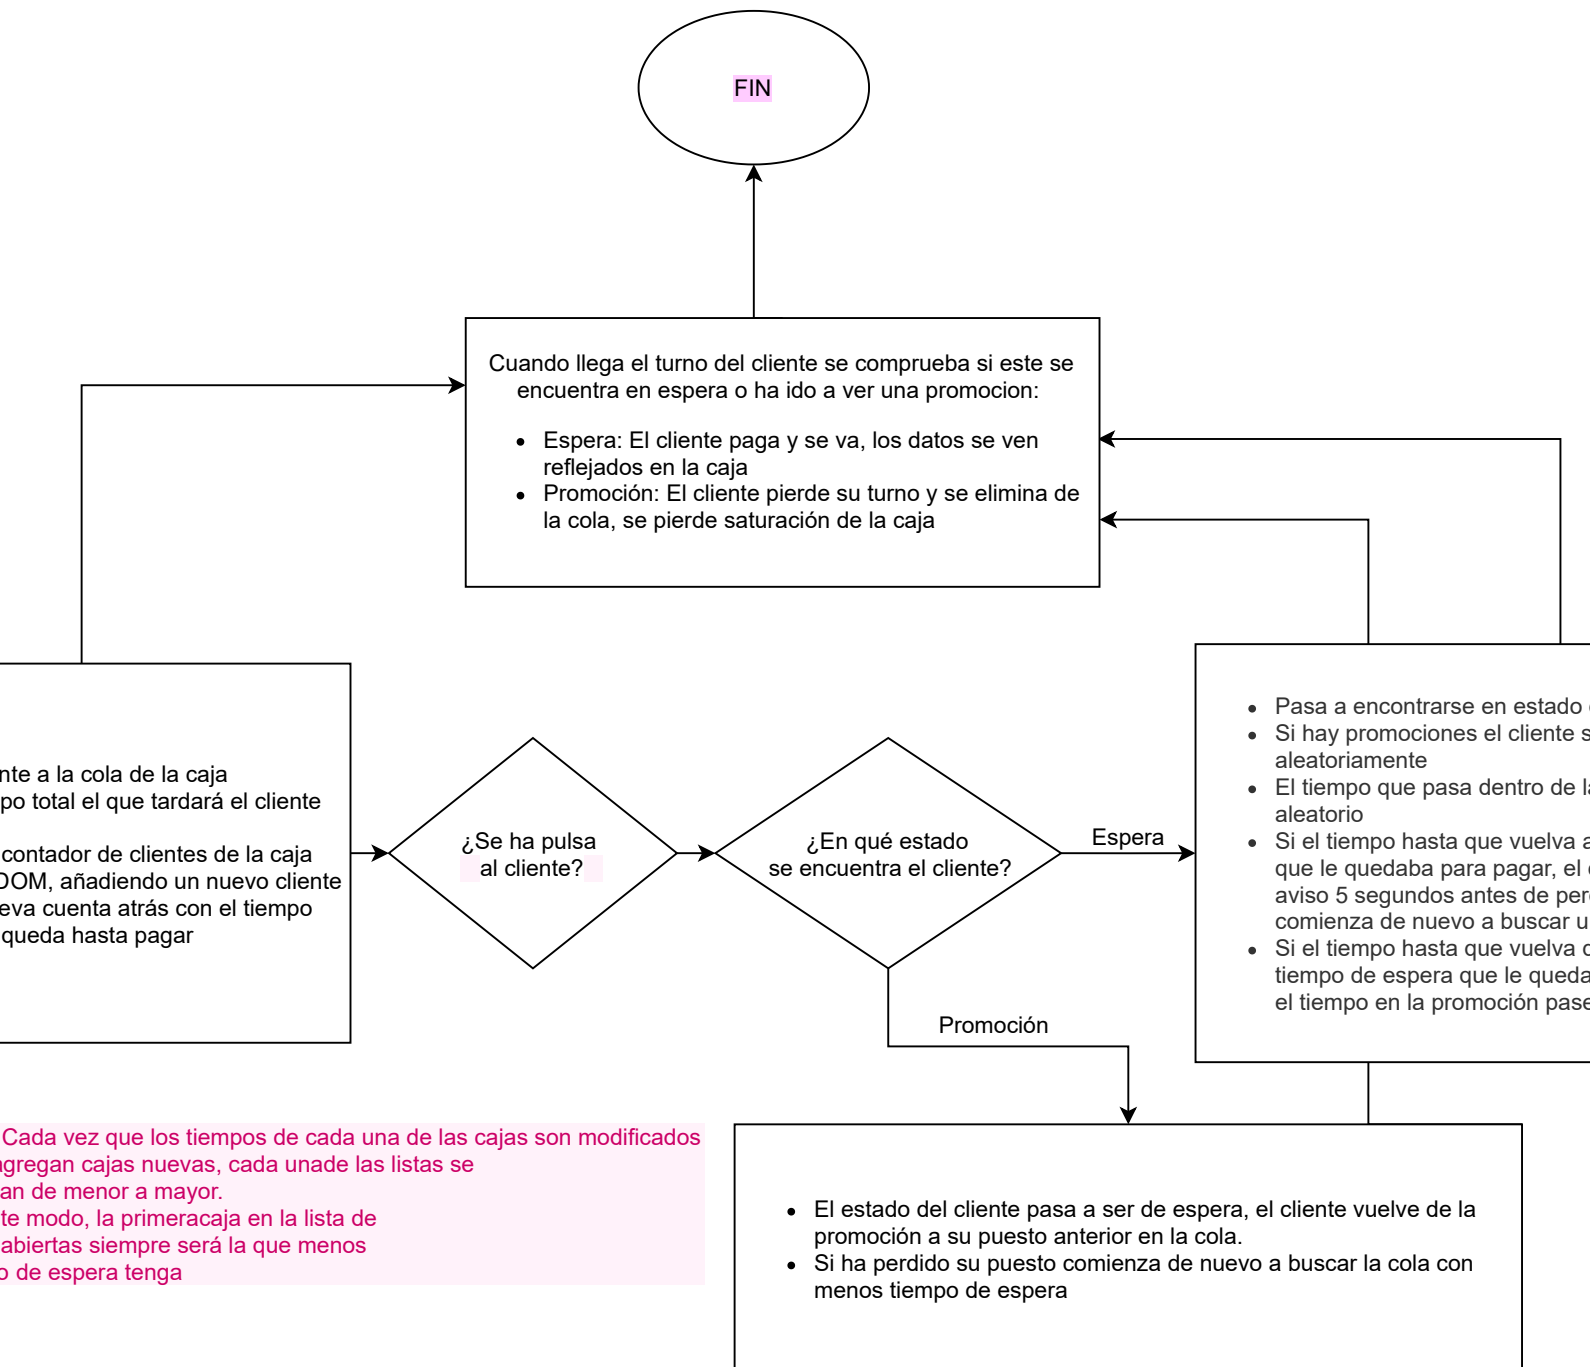 FIN
Cuando llega el turno del cliente se comprueba si este se
encuentra en espera o ha ido a ver una promocion:
Espera: El cliente paga y se va, los datos se ven
reflejados en la caja
Promoción: El cliente pierde su turno y se elimina de
la cola, se pierde saturación de la caja
nte a la cola de la caja
po total el que tardará el cliente
contador de clientes de la caja
DOM, añadiendo un nuevo cliente
eva cuenta atrás con el tiempo
queda hasta pagar
¿Se ha pulsa
al cliente?
¿En qué estado
se encuentra el cliente?
Espera
Promoción
Pasa a encontrarse en estado
Si hay promociones el cliente s
aleatoriamente
El tiempo que pasa dentro de la
aleatorio
Si el tiempo hasta que vuelva a
que le quedaba para pagar, el
aviso 5 segundos antes de per
comienza de nuevo a buscar u
Si el tiempo hasta que vuelva
tiempo de espera que le queda
el tiempo en la promoción pase
Cada vez que los tiempos de cada una de las cajas son modificados
agregan cajas nuevas, cada unade las listas se
an de menor a mayor.
te modo, la primeracaja en la lista de
abiertas siempre será la que menos
o de espera tenga
El estado del cliente pasa a ser de espera, el cliente vuelve de la
promoción a su puesto anterior en la cola.
Si ha perdido su puesto comienza de nuevo a buscar la cola con
menos tiempo de espera